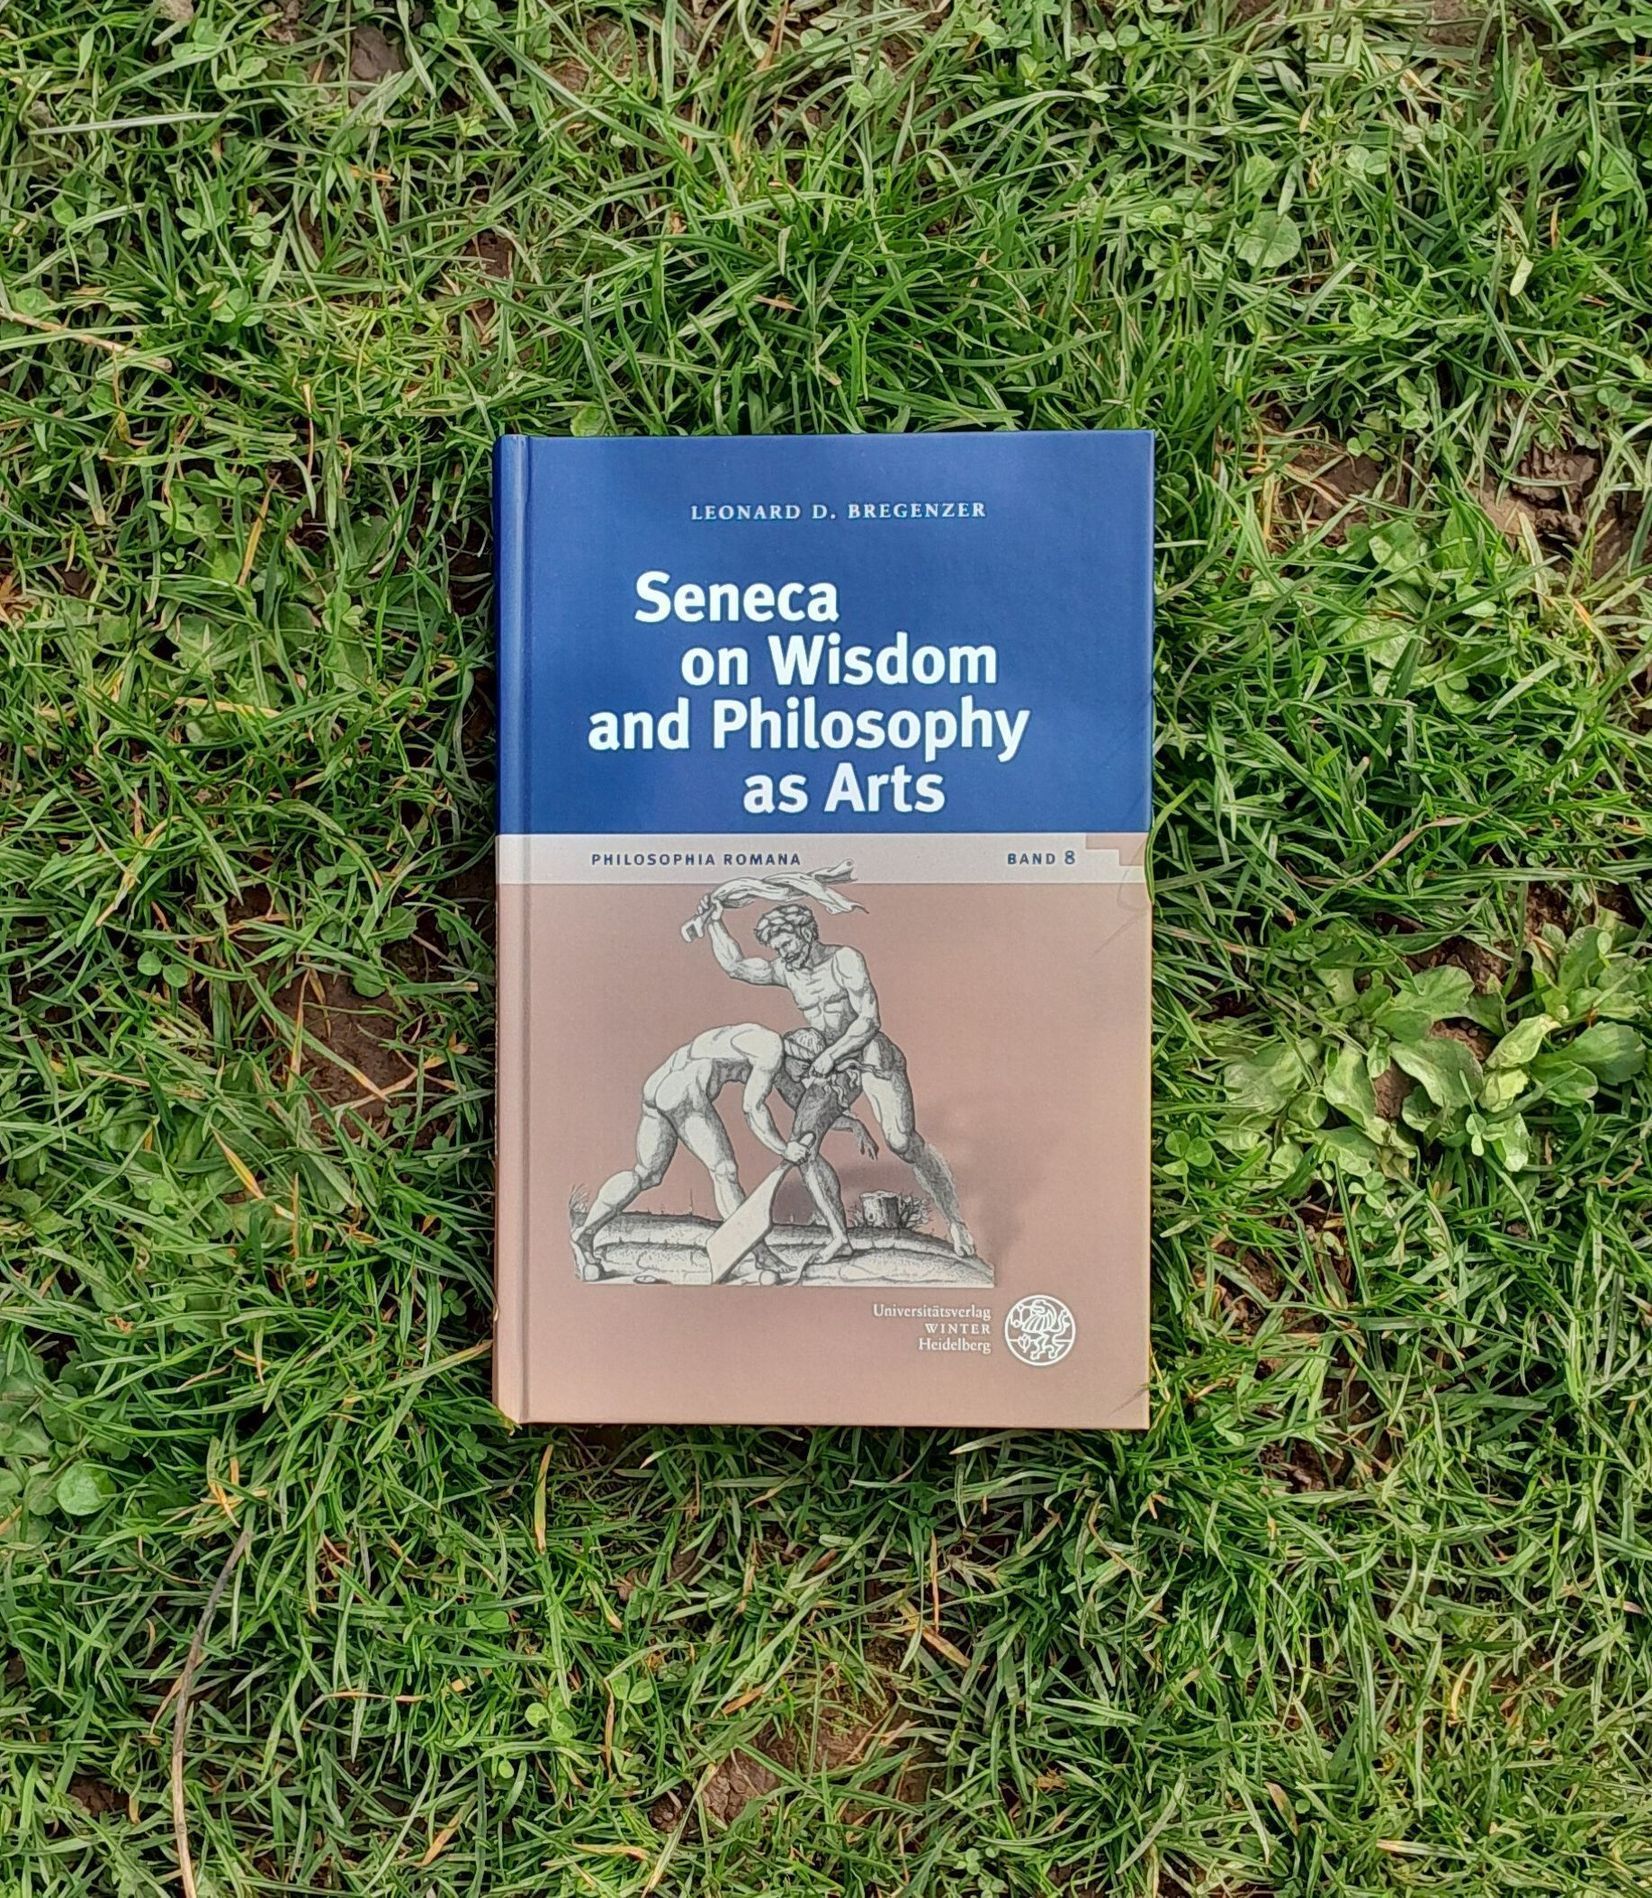 LEONARD D. BREGENZER
Seneca
on Wisdom
and Philosophy
as Arts
PHILOSOPHIA ROMANA
BAND 8
Universitätsverlag
WINTER
Heidelberg